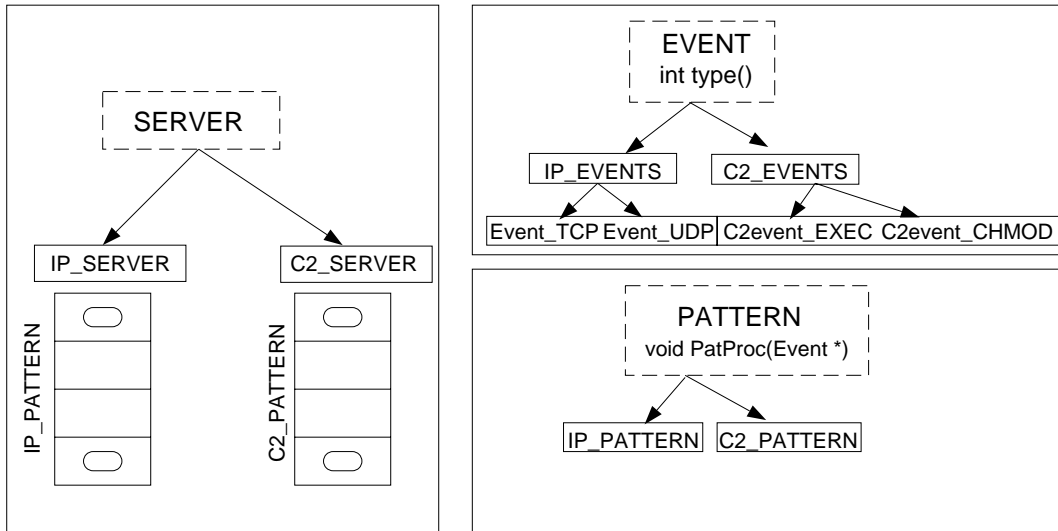 SERVER
IP_SERVER
C2_SERVER
IP_PATTERN
C2_PATTERN
EVENT
int type()
IP_EVENTS
C2_EVENTS
Event_TCP Event_UDP
C2event_EXEC C2event_CHMOD
PATTERN
void PatProc(Event *)
IP_PATTERN
C2_PATTERN